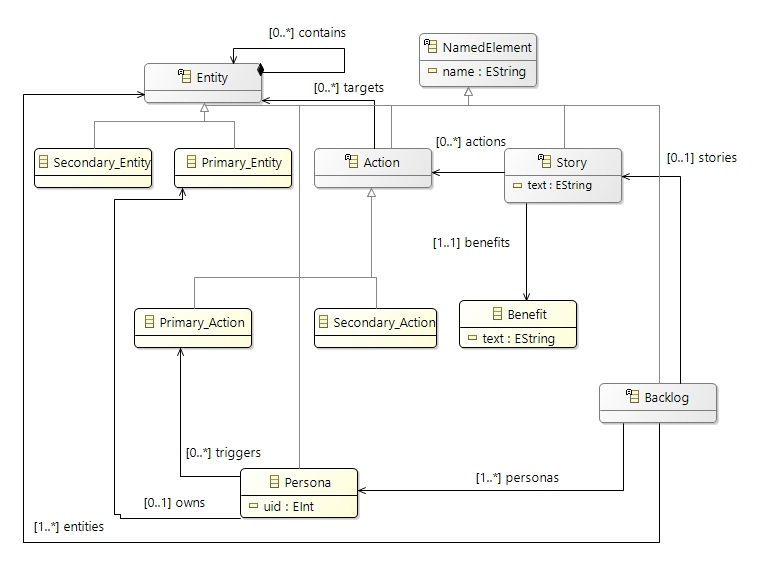 [0..*] contains
NamedElement
name : EString
Entity
[0..*] targets
Secondary_Entity
Primary_Entity
Action
[0..*] actions
Story
text : EString
[0..1] stories
[1..1] benefits
Primary_Action
Secondary_Action
Benefit
text : EString
Backlog
[0..*] triggers
Persona
uid : EInt
[1..*] personas
[0..1] owns
[1..*] entities